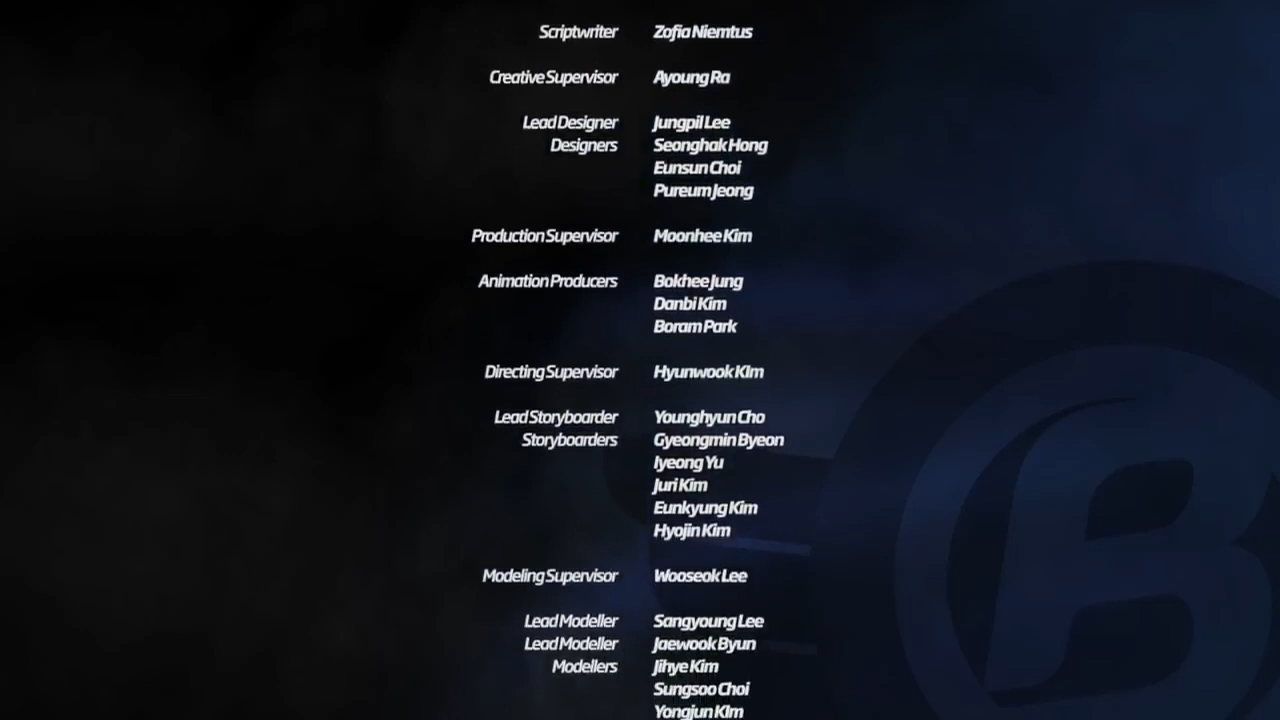 Scriptwriter Zofia Niemtus
Creative Supervisor Ayoung Ra
Lead Designer Jungpil Lee
Designers Seonghak Hong
Eunsun Choi
Pureum Jeong
Production Supervisor Moonhee Kim
Animation Producers Bokhee Jung
Danbi Kim
Boram Park
Directing Supervisor Hyunwook KIm
Lead Storyboarder Younghyun Cho
Storyboarders Gyeongmin Byeon
Iyeong Yu
Juri Kim
Eunkyung Kim
Hyojin Kim
Modeling Supervisor Wooseok Lee
Lead Modeller Sangyoung Lee
Lead Modeller Jaewook Byun
Modellers Jihye Kim
Sungsoo Choi
Yongjun KIm
B